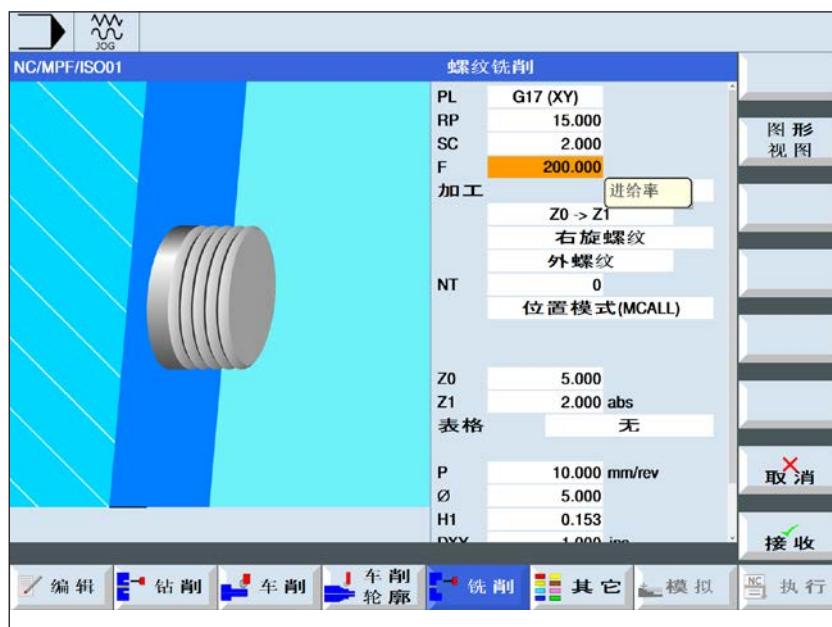 JOG
NC/MPF/ISO01
螺纹铣削
PL G17 (XY)
RP 15.000
SC 2.000
F 200.000
加工
进给率
Z0 -> Z1
右旋螺纹
外螺纹
NT 0
位置模式(MCALL)
Z0 5.000
Z1 2.000 abs
表格 无
P 10.000 mm/rev
Ø 5.000
H1 0.153
DXY 1.000 inc
图形
视图
取消
接收
编辑
钻削
车削
车削
轮廓
铣削
其它
模拟
NC
执行